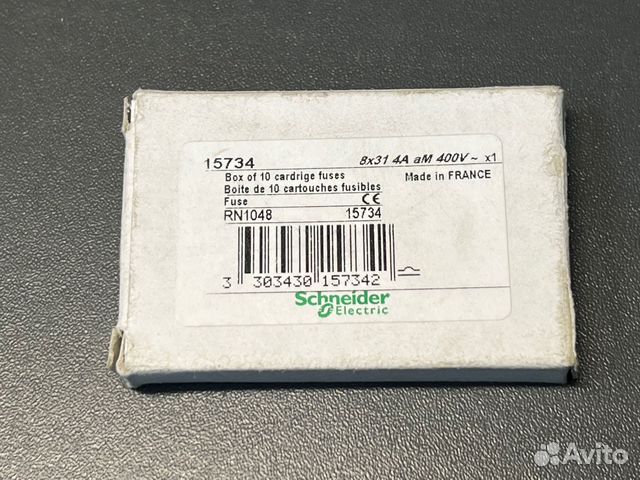 15734 8x31 4A aM 400V~ x1
Box of 10 cardrige fuses Made in FRANCE
Boite de 10 cartouches fusibles
Fuse CE
RN1048 15734
3 303430 157342
Schneider
Electric
Avito